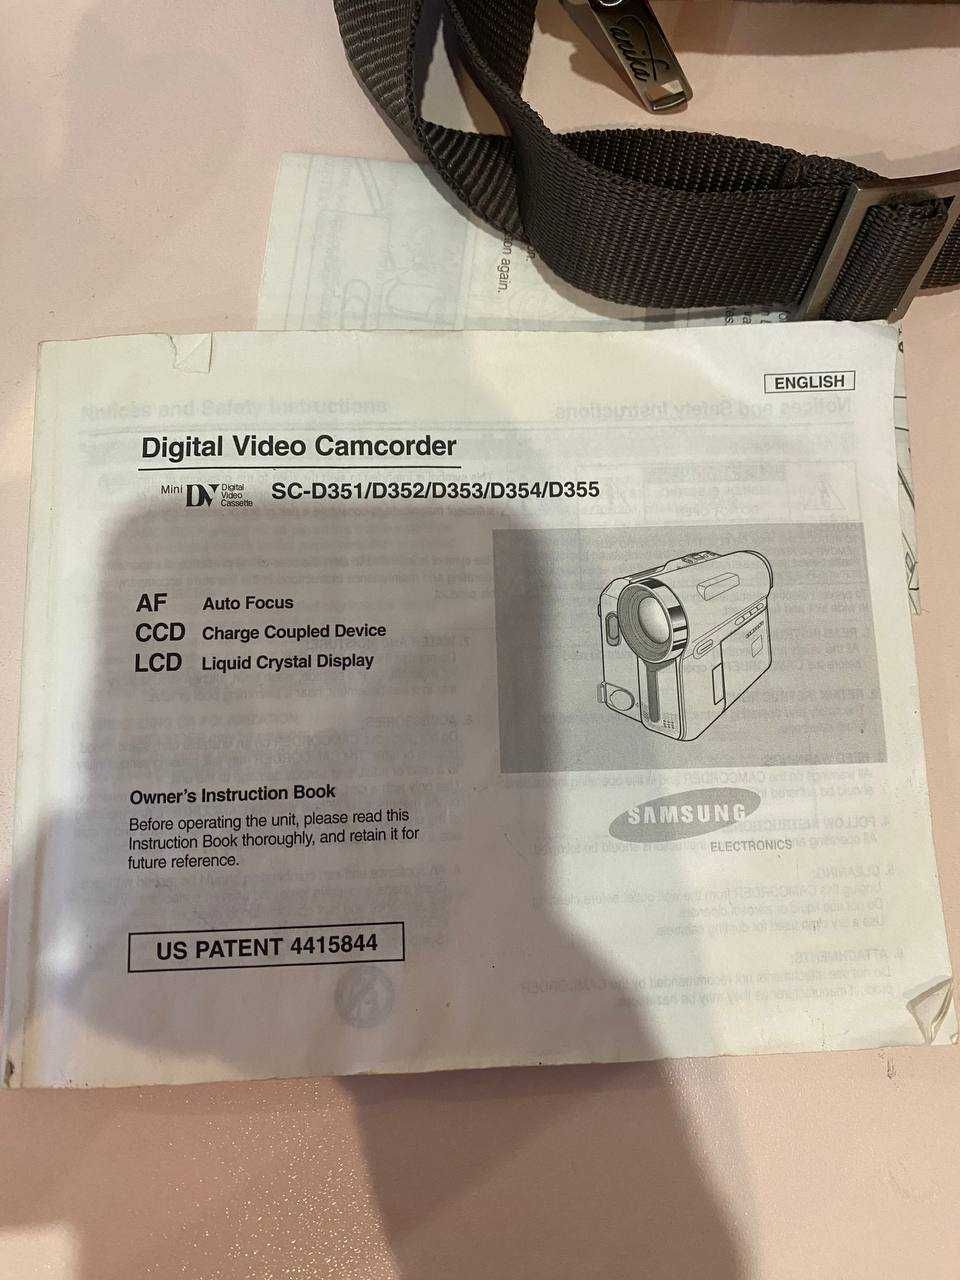 Carika
on again.
ENGLISH
Digital Video Camcorder
Mini DV Digital Video Cassette SC-D351/D352/D353/D354/D355
AF Auto Focus
CCD Charge Coupled Device
LCD Liquid Crystal Display
Owner's Instruction Book
Before operating the unit, please read this
Instruction Book thoroughly, and retain it for
future reference.
SAMSUNG
ELECTRONICS
US PATENT 4415844